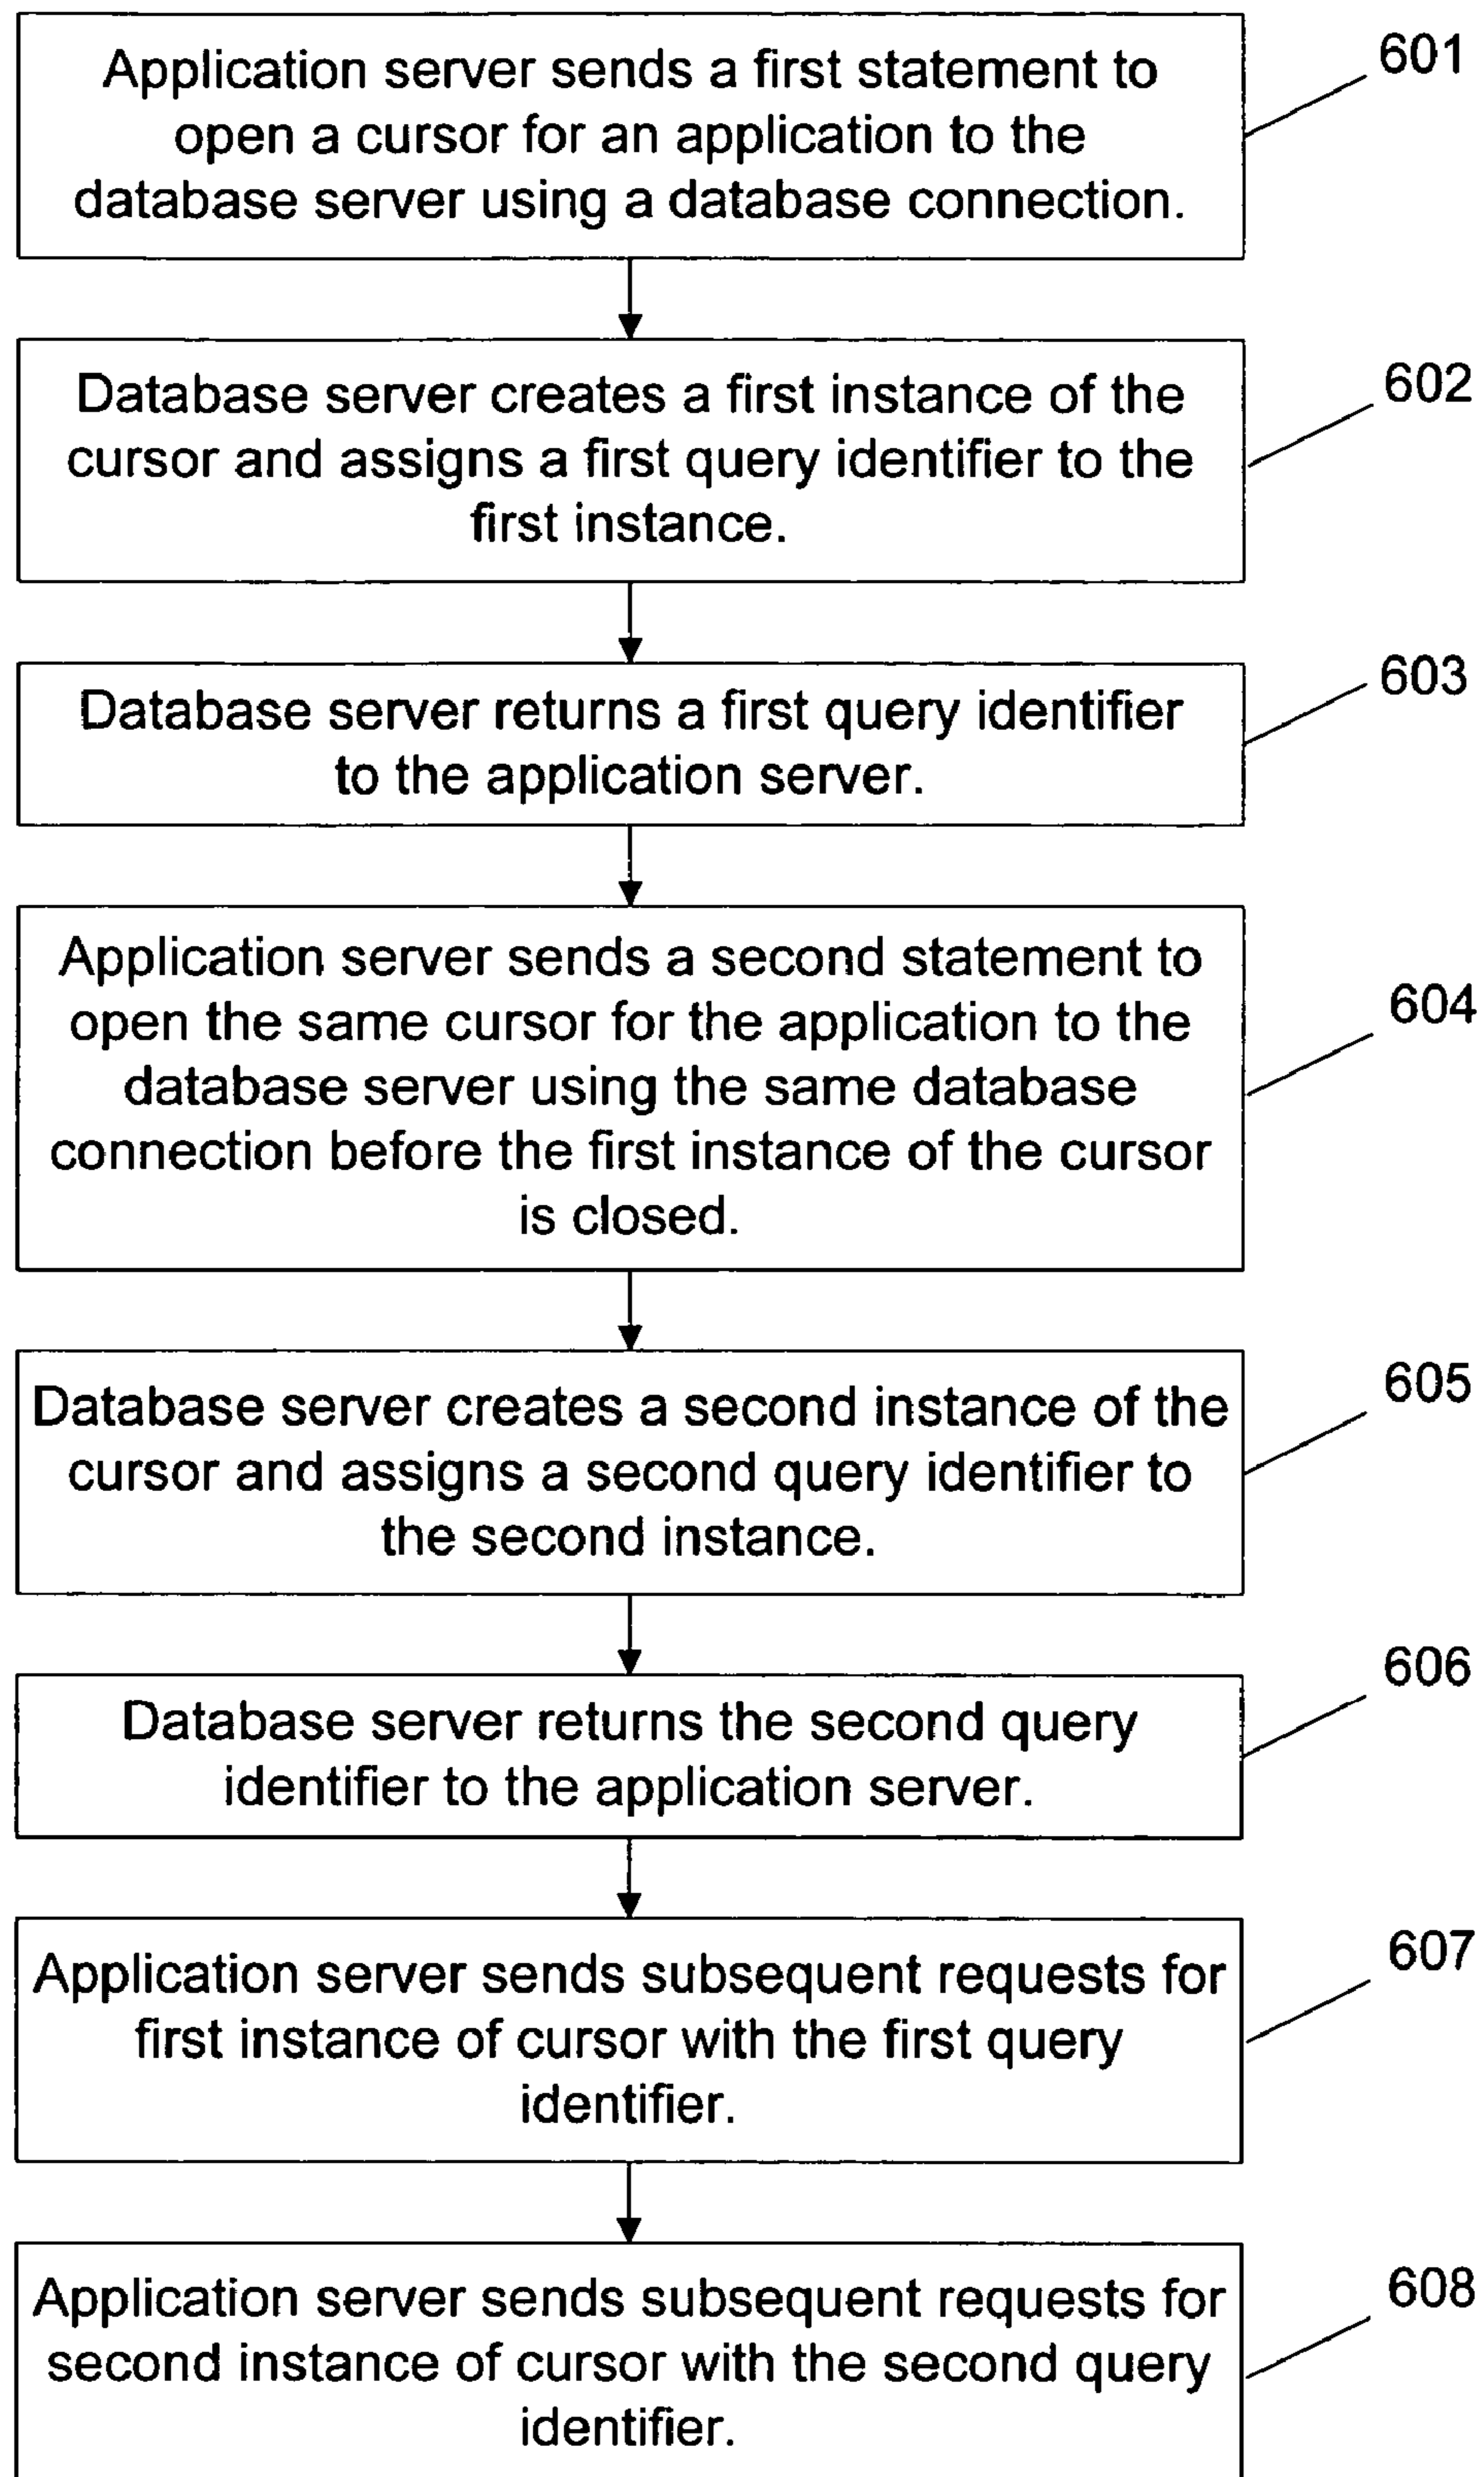 Application server sends a first statement to
open a cursor for an application to the
database server using a database connection.
601
Database server creates a first instance of the
cursor and assigns a first query identifier to the
first instance.
602
Database server returns a first query identifier
to the application server.
603
Application server sends a second statement to
open the same cursor for the application to the
database server using the same database
connection before the first instance of the cursor
is closed.
604
Database server creates a second instance of the
cursor and assigns a second query identifier to
the second instance.
605
Database server returns the second query
identifier to the application server.
606
Application server sends subsequent requests for
first instance of cursor with the first query
identifier.
607
Application server sends subsequent requests for
second instance of cursor with the second query
identifier.
608